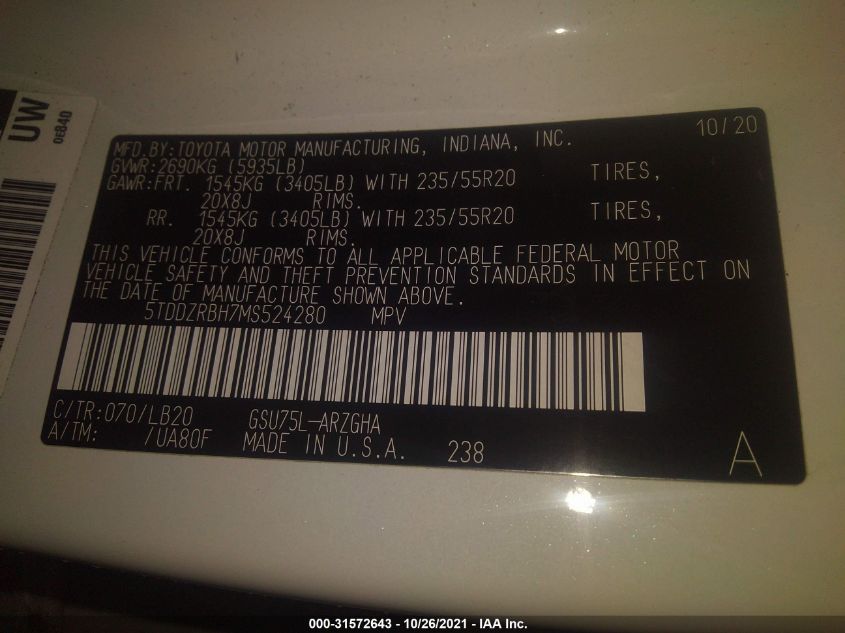 UW
0E840
MFD.BY:TOYOTA MOTOR MANUFACTURING, INDIANA, INC. 10/20
GVWR:2690KG (5935LB)
GAWR:FRT. 1545KG (3405LB) WITH 235/55R20 TIRES,
20X8J RIMS.
RR. 1545KG (3405LB) WITH 235/55R20 TIRES,
20X8J RIMS.
THIS VEHICLE CONFORMS TO ALL APPLICABLE FEDERAL MOTOR
VEHICLE SAFETY AND THEFT PREVENTION STANDARDS IN EFFECT ON
THE DATE OF MANUFACTURE SHOWN ABOVE.
5TDDZRBH7MS524280 MPV
C/TR:070/LB20 GSU75L-ARZGHA
A/TM: /UA80F MADE IN U.S.A. 238 A
000-31572643 - 10/26/2021 - IAA Inc.